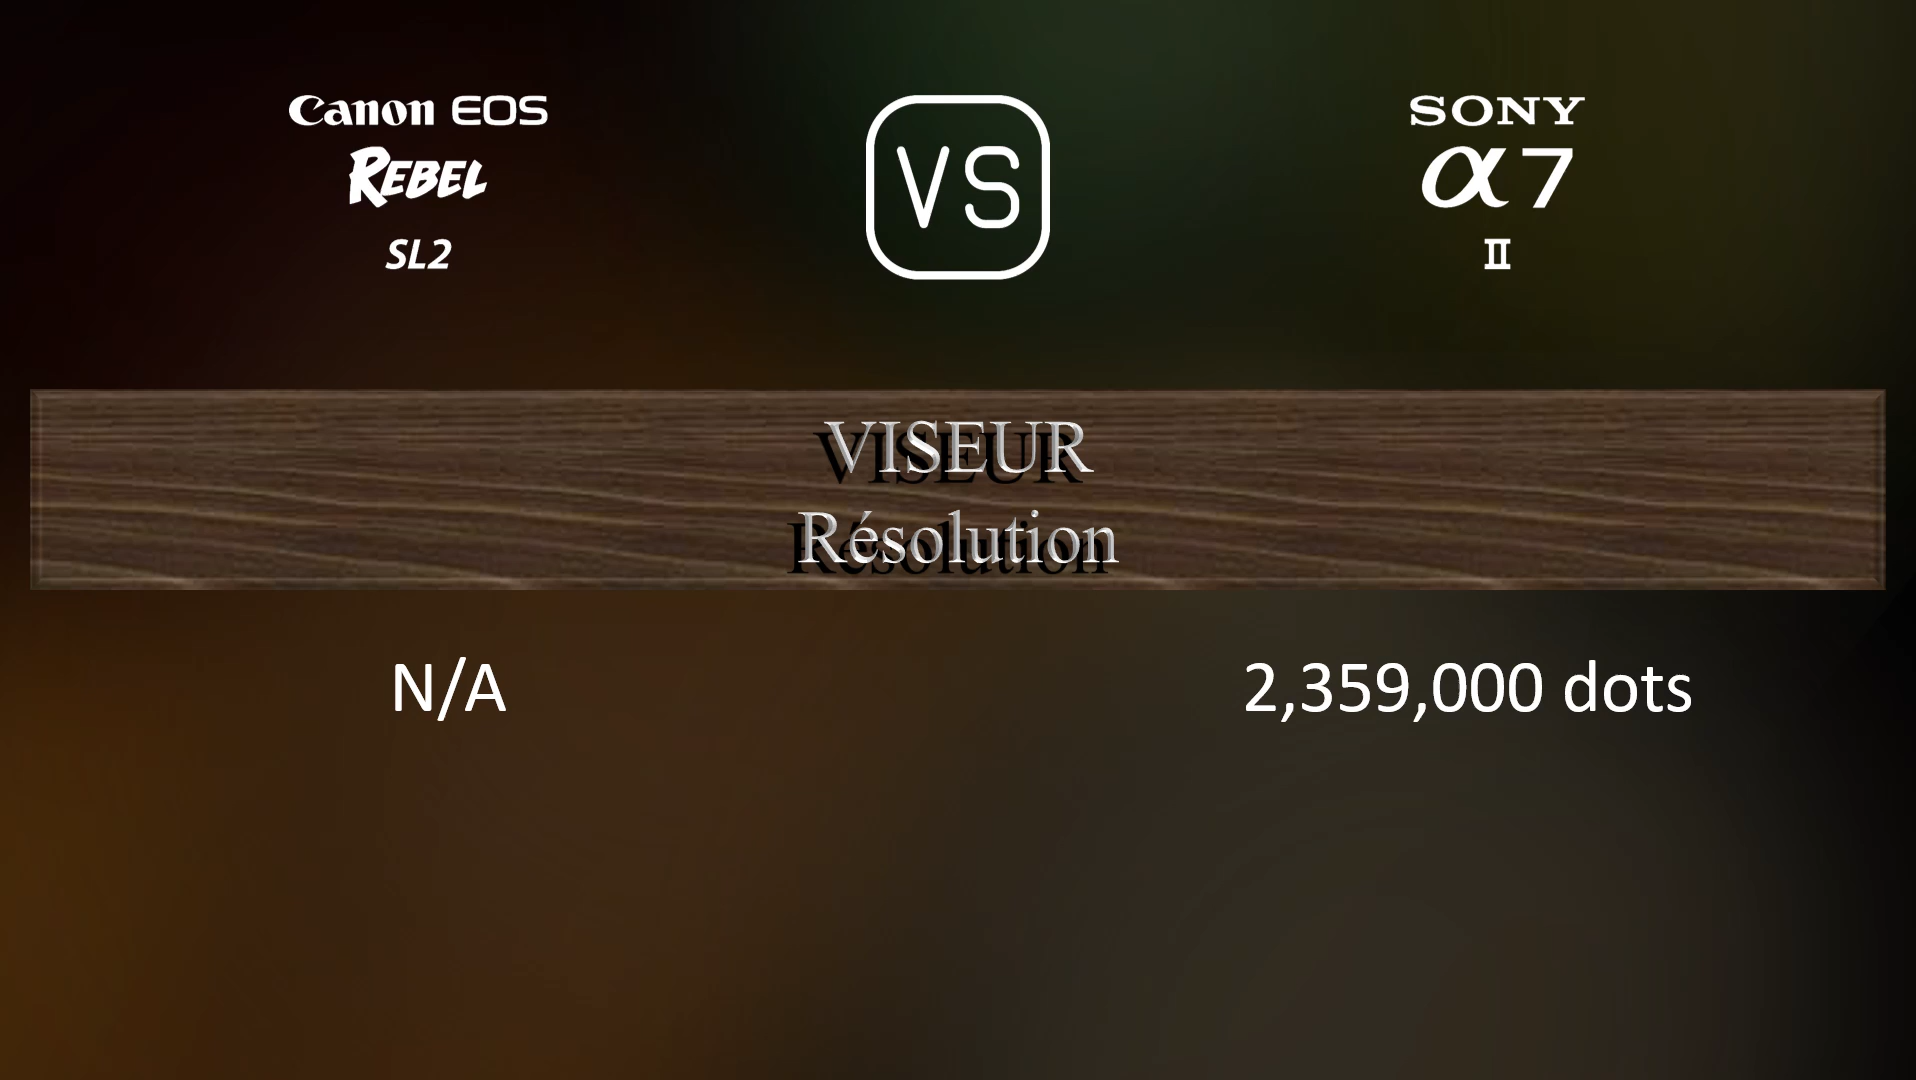 Canon EOS
REBEL
SL2
VS
SONY
α7
II
VISEUR
Résolution
N/A
2,359,000 dots